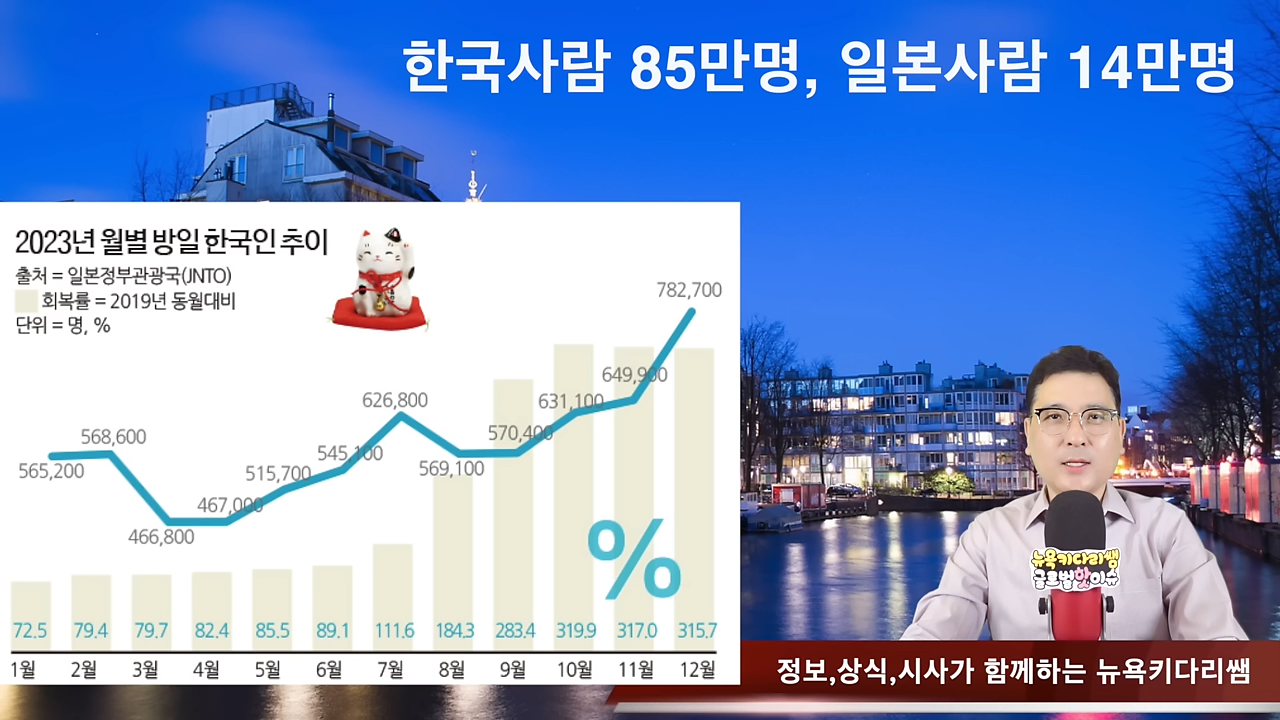 한국사람 85만명, 일본사람 14만명
2023년 월별 방일 한국인 추이
출처 = 일본정부관광국(JNTO)
회복률 = 2019년 동월대비
단위 = 명, %
782,700
649,900
631,100
626,800
570,400
569,100
568,600
565,200
545,100
515,700
467,000
466,800
%
72.5 79.4 79.7 82.4 85.5 89.1 111.6 184.3 283.4 319.9 317.0 315.7
1월 2월 3월 4월 5월 6월 7월 8월 9월 10월 11월 12월
뉴욕키다리쌤
글로벌핫이슈
정보,상식,시사가 함께하는 뉴욕키다리쌤